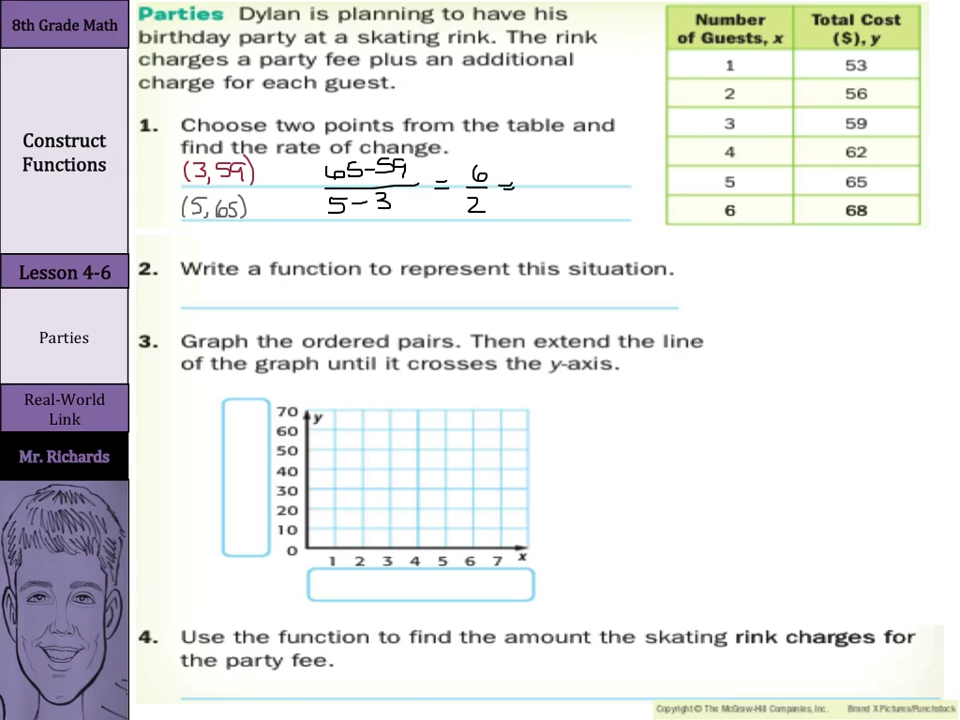 8th Grade Math
Construct
Functions
Lesson 4-6
Parties
Real-World
Link
Mr. Richards
Parties Dylan is planning to have his
birthday party at a skating rink. The rink
charges a party fee plus an additional
charge for each guest.
Number of Guests, x Total Cost ($), y
1 53
2 56
3 59
4 62
5 65
6 68
1. Choose two points from the table and
find the rate of change.
(3, 59) 65-59 = 6 =
(5, 65) 5-3 2
2. Write a function to represent this situation.
3. Graph the ordered pairs. Then extend the line
of the graph until it crosses the y-axis.
70 y
60
50
40
30
20
10
0
1 2 3 4 5 6 7 x
4. Use the function to find the amount the skating rink charges for
the party fee.
Copyright © The McGraw-Hill Companies, Inc. Brand X Pictures/Punchstock